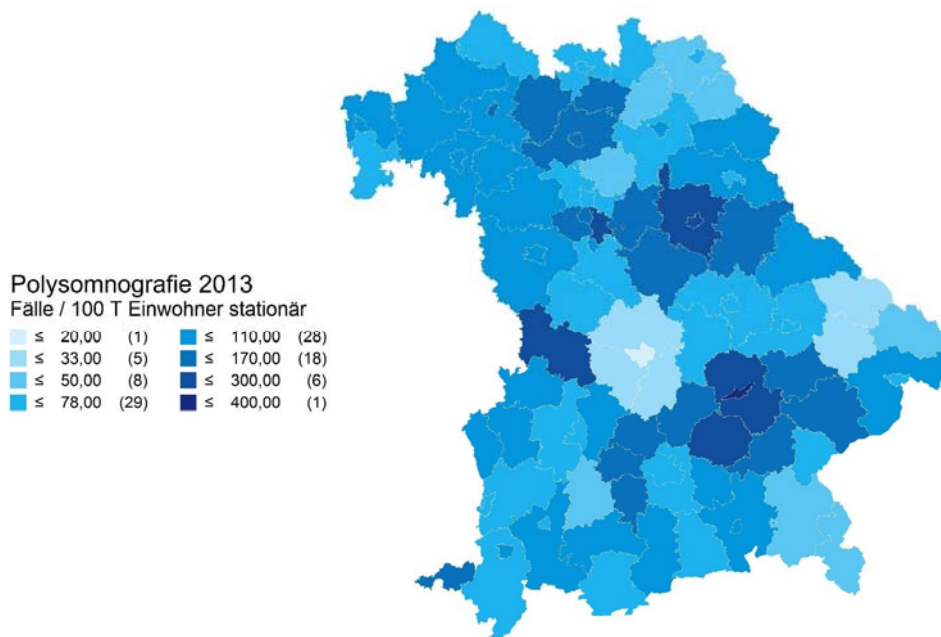 Polysomnografie 2013
Fälle / 100 T Einwohner stationär
≤ 20,00 (1) ≤ 110,00 (28)
≤ 33,00 (5) ≤ 170,00 (18)
≤ 50,00 (8) ≤ 300,00 (6)
≤ 78,00 (29) ≤ 400,00 (1)